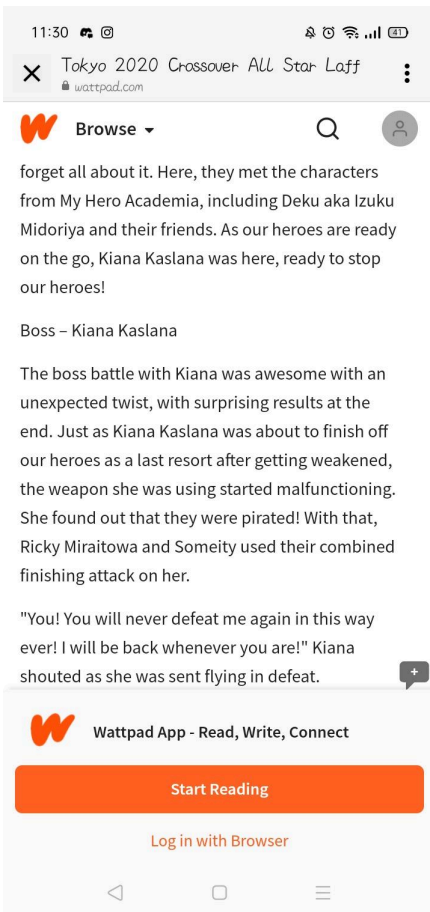 11:30
41
Tokyo 2020 Crossover All Star Laff
wattpad.com
Browse
forget all about it. Here, they met the characters
from My Hero Academia, including Deku aka Izuku
Midoriya and their friends. As our heroes are ready
on the go, Kiana Kaslana was here, ready to stop
our heroes!
Boss – Kiana Kaslana
The boss battle with Kiana was awesome with an
unexpected twist, with surprising results at the
end. Just as Kiana Kaslana was about to finish off
our heroes as a last resort after getting weakened,
the weapon she was using started malfunctioning.
She found out that they were pirated! With that,
Ricky Miraitowa and Someity used their combined
finishing attack on her.
"You! You will never defeat me again in this way
ever! I will be back whenever you are!" Kiana
shouted as she was sent flying in defeat.
+
Wattpad App - Read, Write, Connect
Start Reading
Log in with Browser